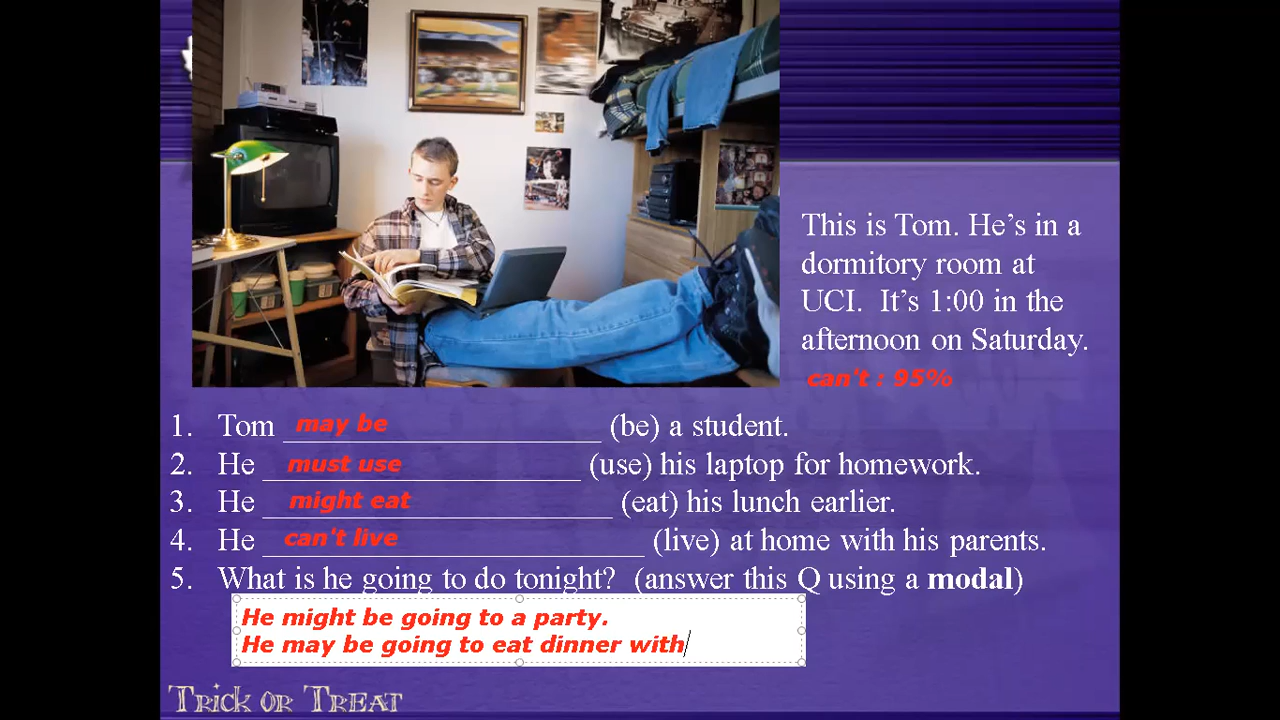 This is Tom. He’s in a
dormitory room at
UCI. It’s 1:00 in the
afternoon on Saturday.
can't : 95%
1. Tom may be (be) a student.
2. He must use (use) his laptop for homework.
3. He might eat (eat) his lunch earlier.
4. He can't live (live) at home with his parents.
5. What is he going to do tonight? (answer this Q using a modal)
He might be going to a party.
He may be going to eat dinner with
Trick or Treat